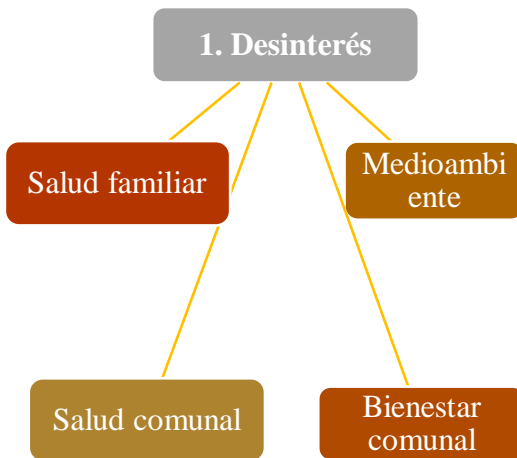 1. Desinterés
Salud familiar
Medioambi
ente
Salud comunal
Bienestar
comunal